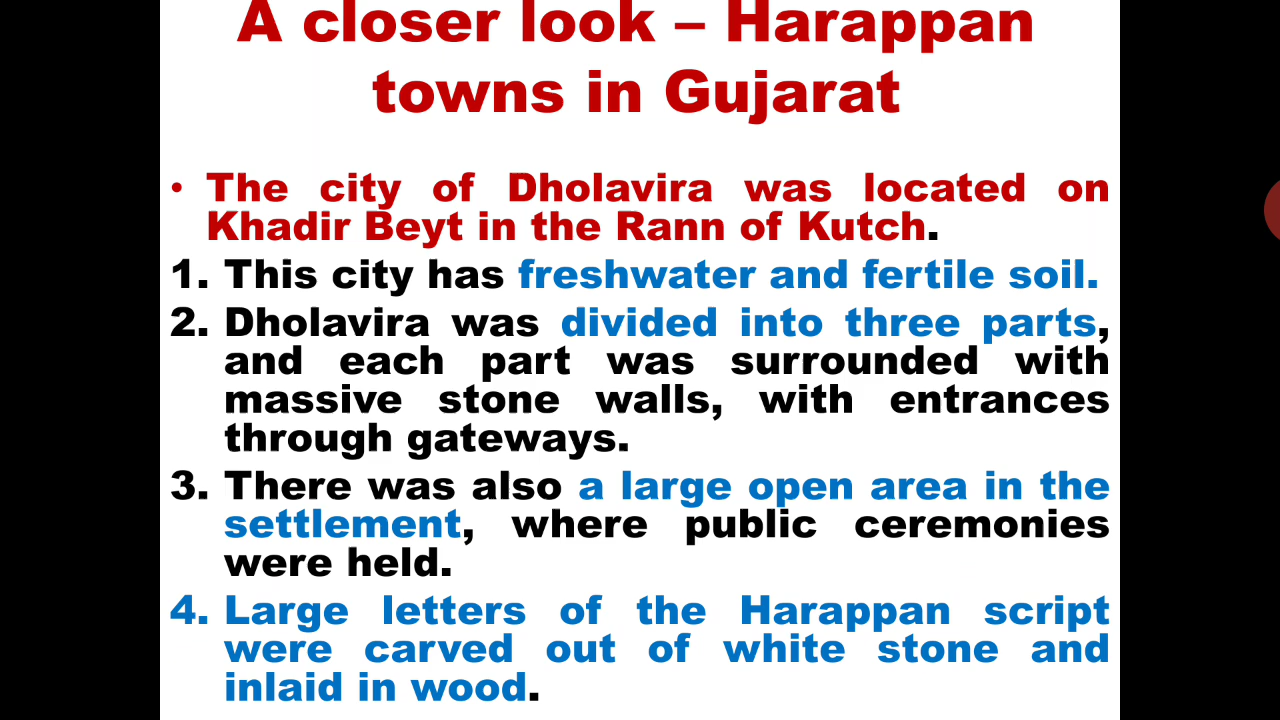 A closer look – Harappan
towns in Gujarat
• The city of Dholavira was located on
Khadir Beyt in the Rann of Kutch.
1. This city has freshwater and fertile soil.
2. Dholavira was divided into three parts,
and each part was surrounded with
massive stone walls, with entrances
through gateways.
3. There was also a large open area in the
settlement, where public ceremonies
were held.
4. Large letters of the Harappan script
were carved out of white stone and
inlaid in wood.